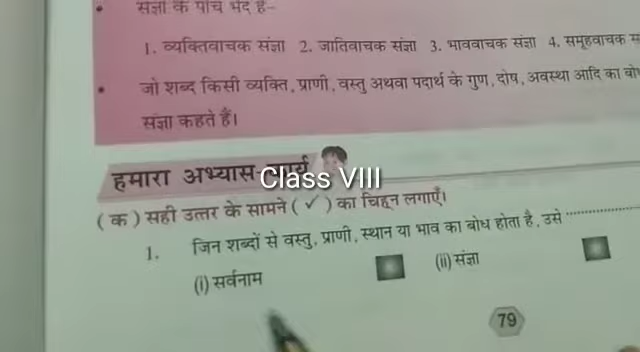 संज्ञा के पांच भेद हैं-
1. व्यक्तिवाचक संज्ञा 2. जातिवाचक संज्ञा 3. भाववाचक संज्ञा 4. समूहवाचक
जो शब्द किसी व्यक्ति, प्राणी, वस्तु अथवा पदार्थ के गुण, दोष, अवस्था आदि का
संज्ञा कहते हैं।
हमारा अभ्यास कार्य
Class VIII
( क ) सही उत्तर के सामने ( ✓ ) का चिह्न लगाएँ।
1. जिन शब्दों से वस्तु, प्राणी, स्थान या भाव का बोध होता है, उसे ..............
(i) सर्वनाम (ii) संज्ञा
79